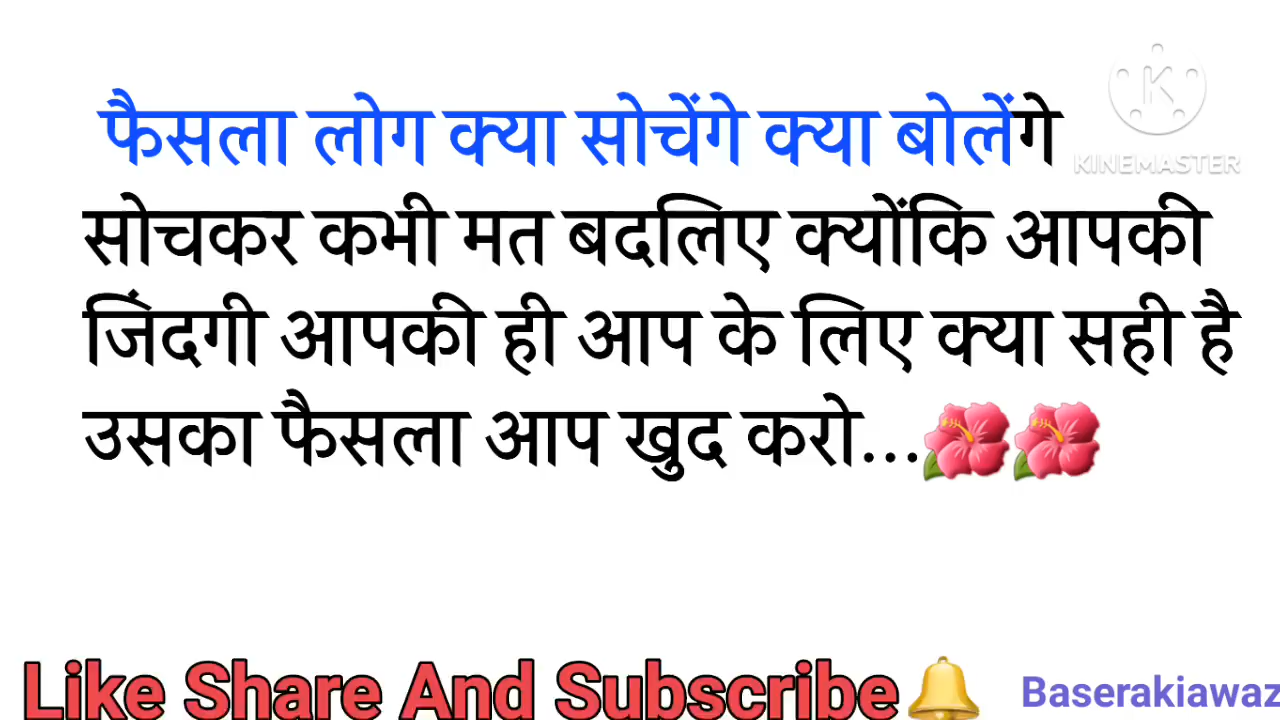 फैसला लोग क्या सोचेंगे क्या बोलेंगे
KINEMASTER
सोचकर कभी मत बदलिए क्योंकि आपकी
जिंदगी आपकी ही आप के लिए क्या सही है
उसका फैसला आप खुद करो...🌺🌺
Like Share And Subscribe🔔
Baserakiawaz